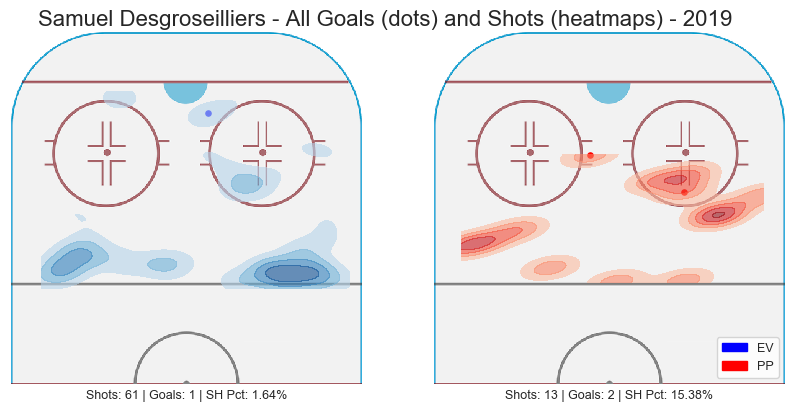 Samuel Desgroseilliers - All Goals (dots) and Shots (heatmaps) - 2019
EV
PP
Shots: 61 | Goals: 1 | SH Pct: 1.64%
Shots: 13 | Goals: 2 | SH Pct: 15.38%